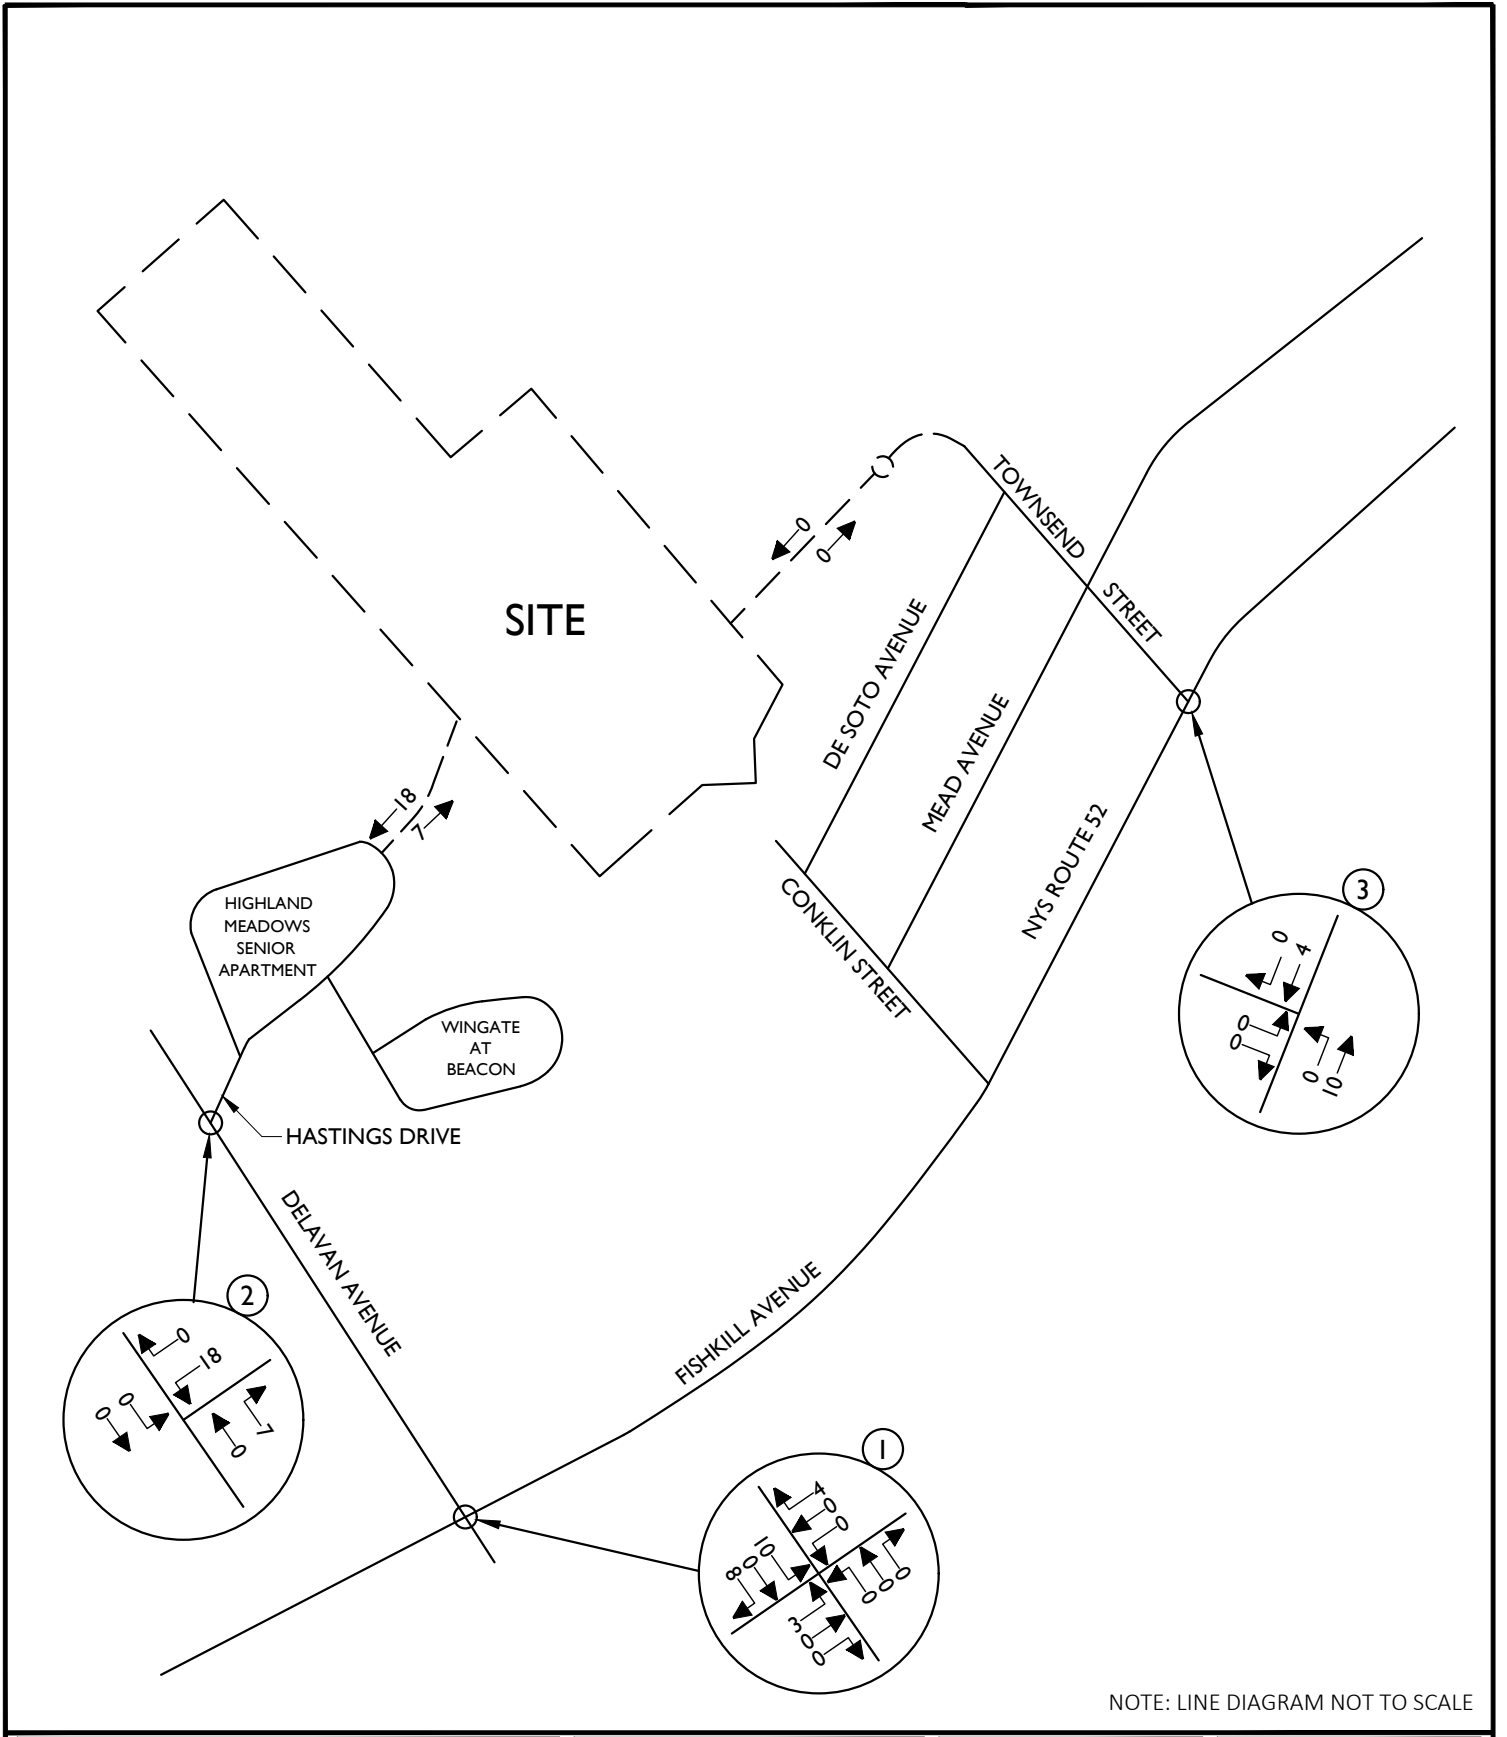 TOWNSEND
STREET
0
0
SITE
DE SOTO AVENUE
MEAD AVENUE
NYS ROUTE 52
18
7
CONKLIN STREET
HIGHLAND
MEADOWS
SENIOR
APARTMENT
WINGATE
AT
BEACON
HASTINGS DRIVE
3
0
4
0
0
0
10
DELAVAN AVENUE
FISHKILL AVENUE
2
0
18
0
0
7
0
1
4
0
0
10
0
8
0
0
0
3
0
0
NOTE: LINE DIAGRAM NOT TO SCALE